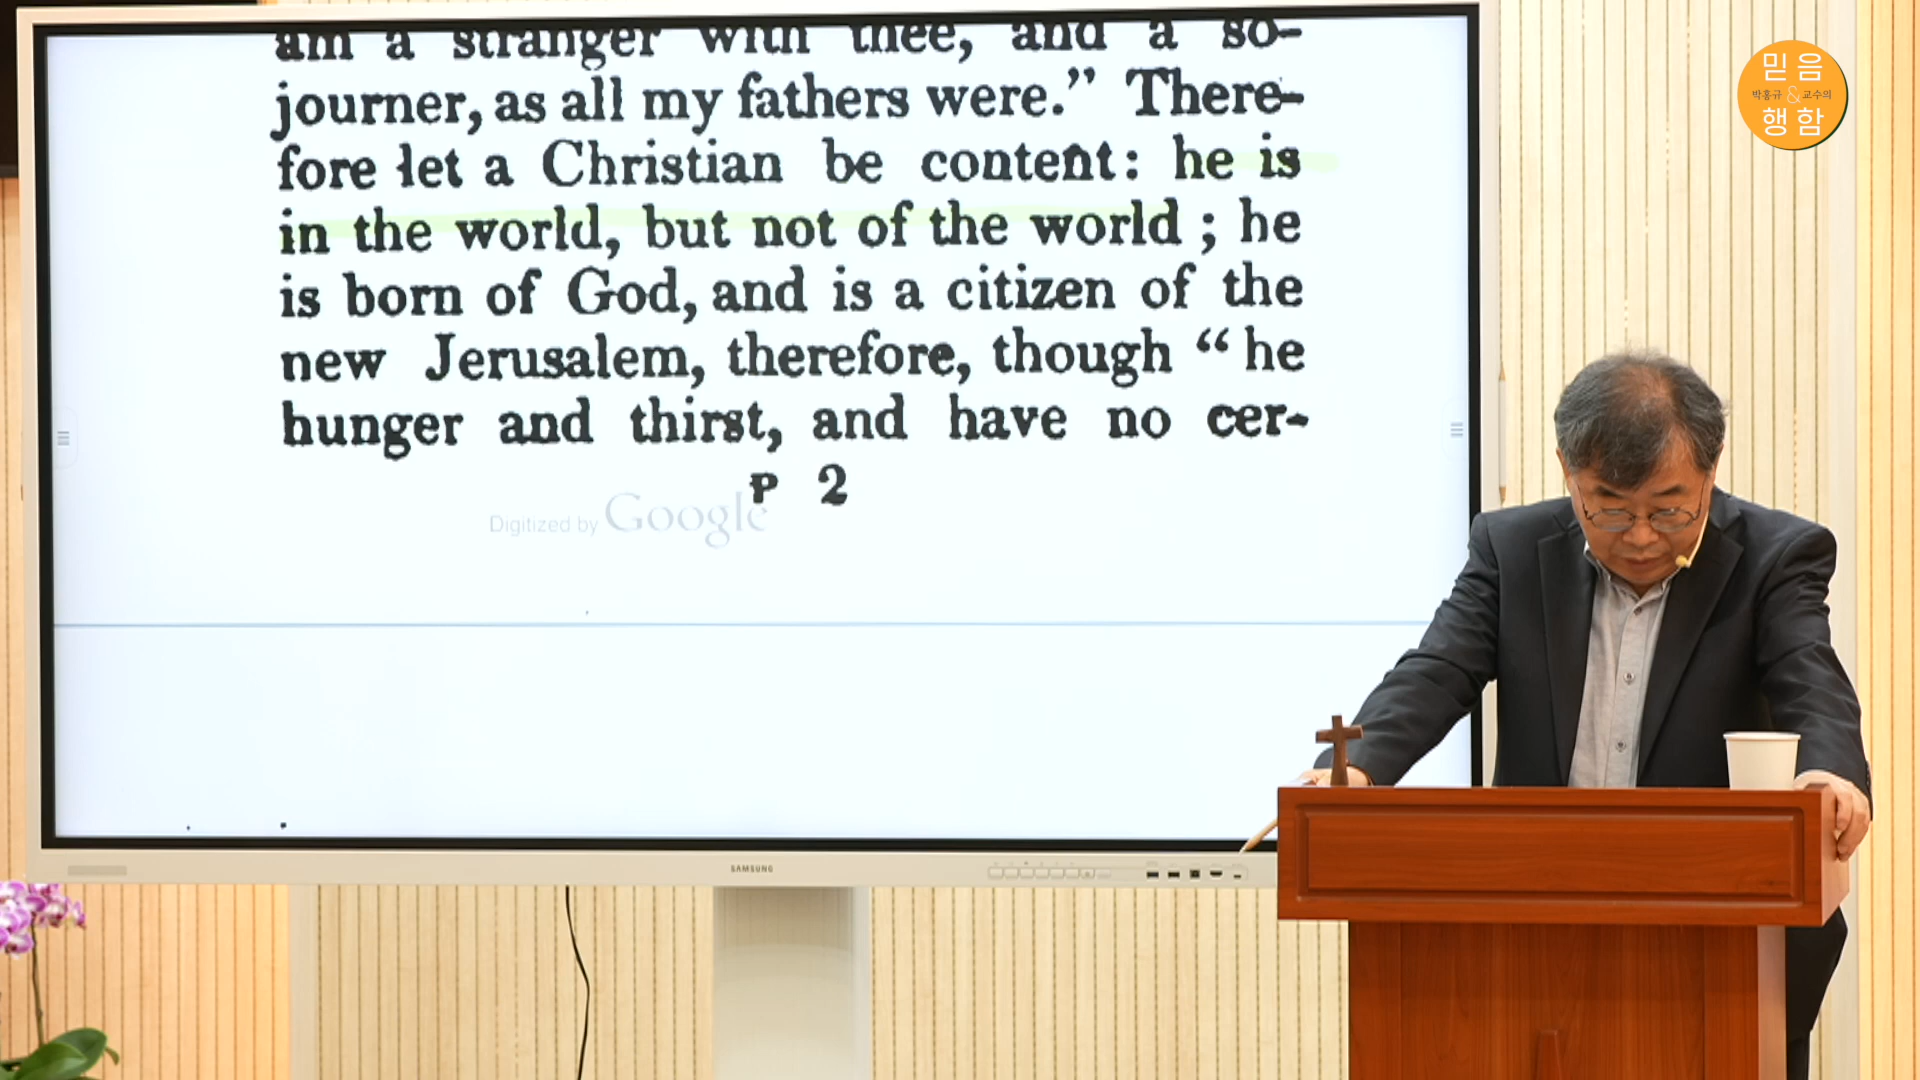 am a stranger with thee, and a so-
journer, as all my fathers were.” There-
fore let a Christian be content: he is
in the world, but not of the world ; he
is born of God, and is a citizen of the
new Jerusalem, therefore, though “ he
hunger and thirst, and have no cer-
P 2
Digitized by Google
SAMSUNG
믿음
박홍규 & 교수의
행함